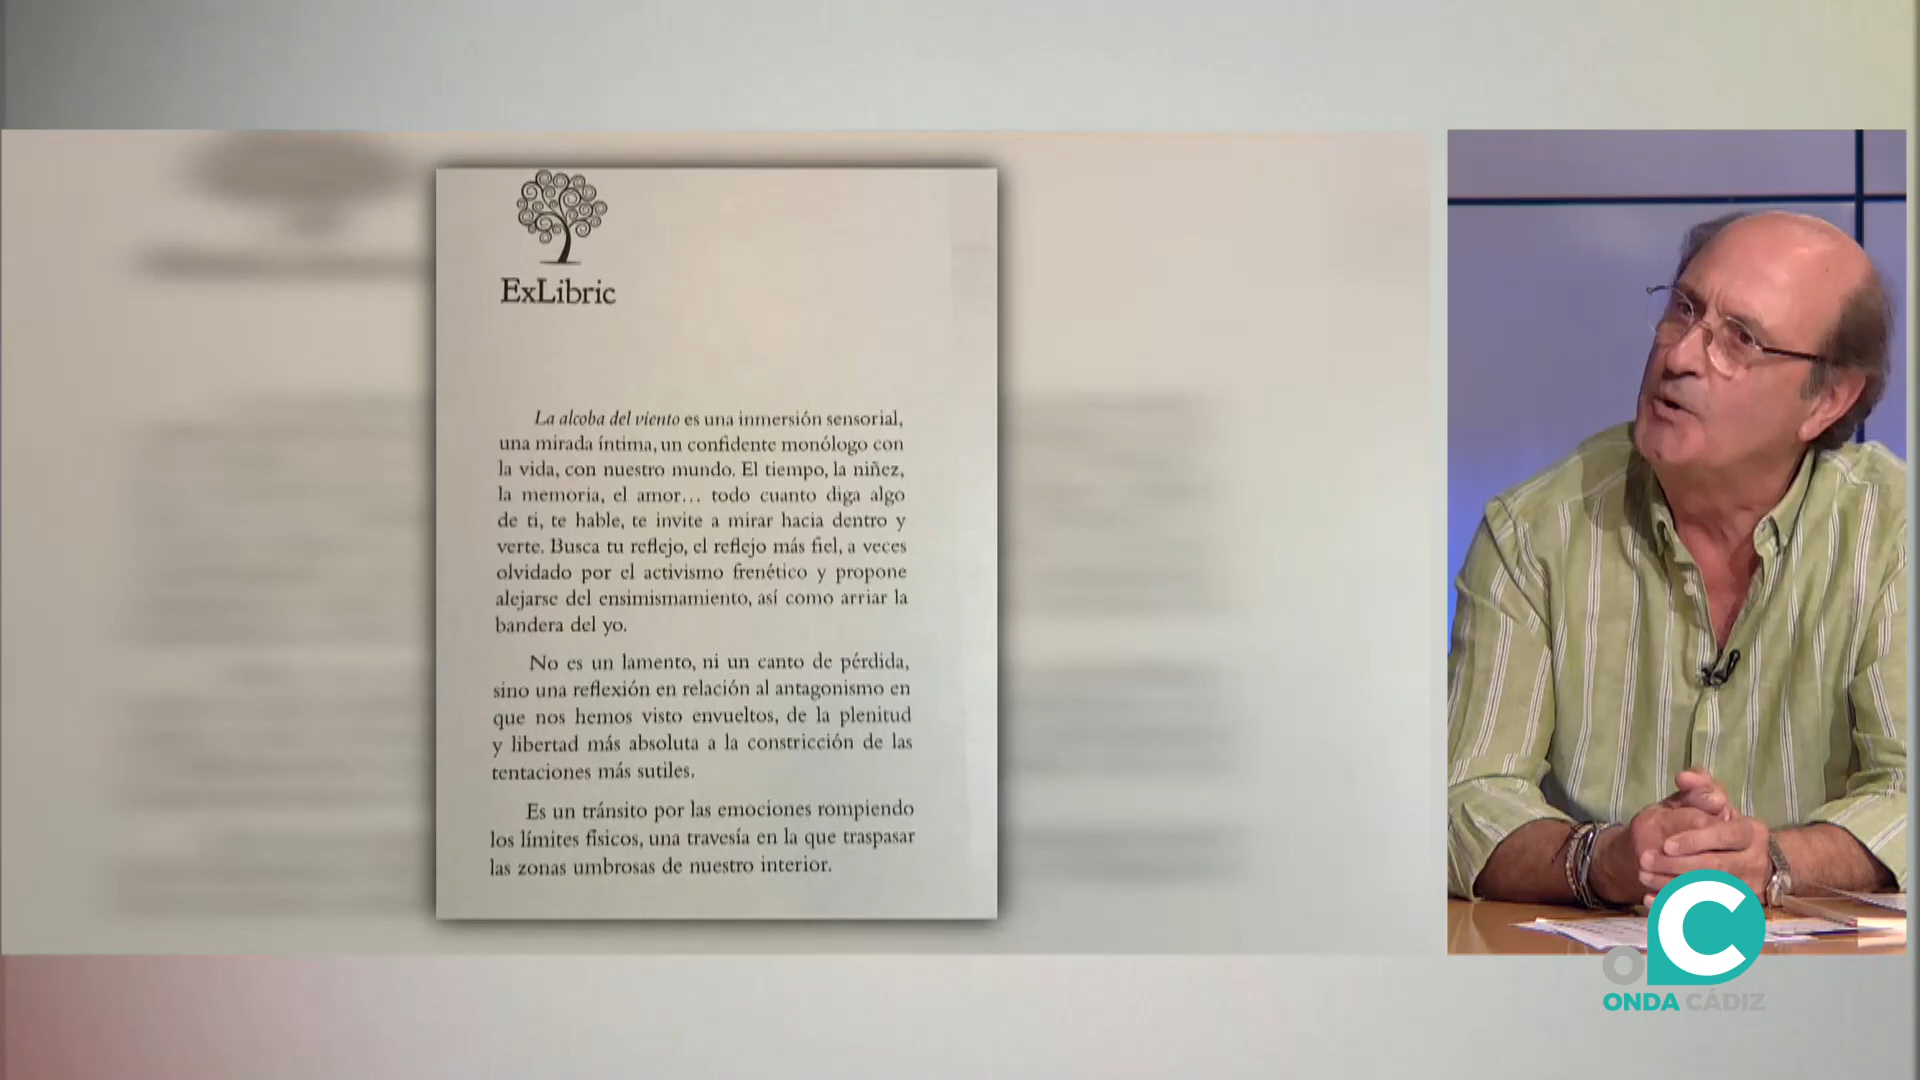 ExLibric
La alcoba del viento es una inmersión sensorial,
una mirada íntima, un confidente monólogo con
la vida, con nuestro mundo. El tiempo, la niñez,
la memoria, el amor... todo cuanto diga algo
de ti, te hable, te invite a mirar hacia dentro y
verte. Busca tu reflejo, el reflejo más fiel, a veces
olvidado por el activismo frenético y propone
alejarse del ensimismamiento, así como arriar la
bandera del yo.
No es un lamento, ni un canto de pérdida,
sino una reflexión en relación al antagonismo en
que nos hemos visto envueltos, de la plenitud
y libertad más absoluta a la constricción de las
tentaciones más sutiles.
Es un tránsito por las emociones rompiendo
los límites físicos, una travesía en la que traspasar
las zonas umbrosas de nuestro interior.
OC
ONDA CÁDIZ